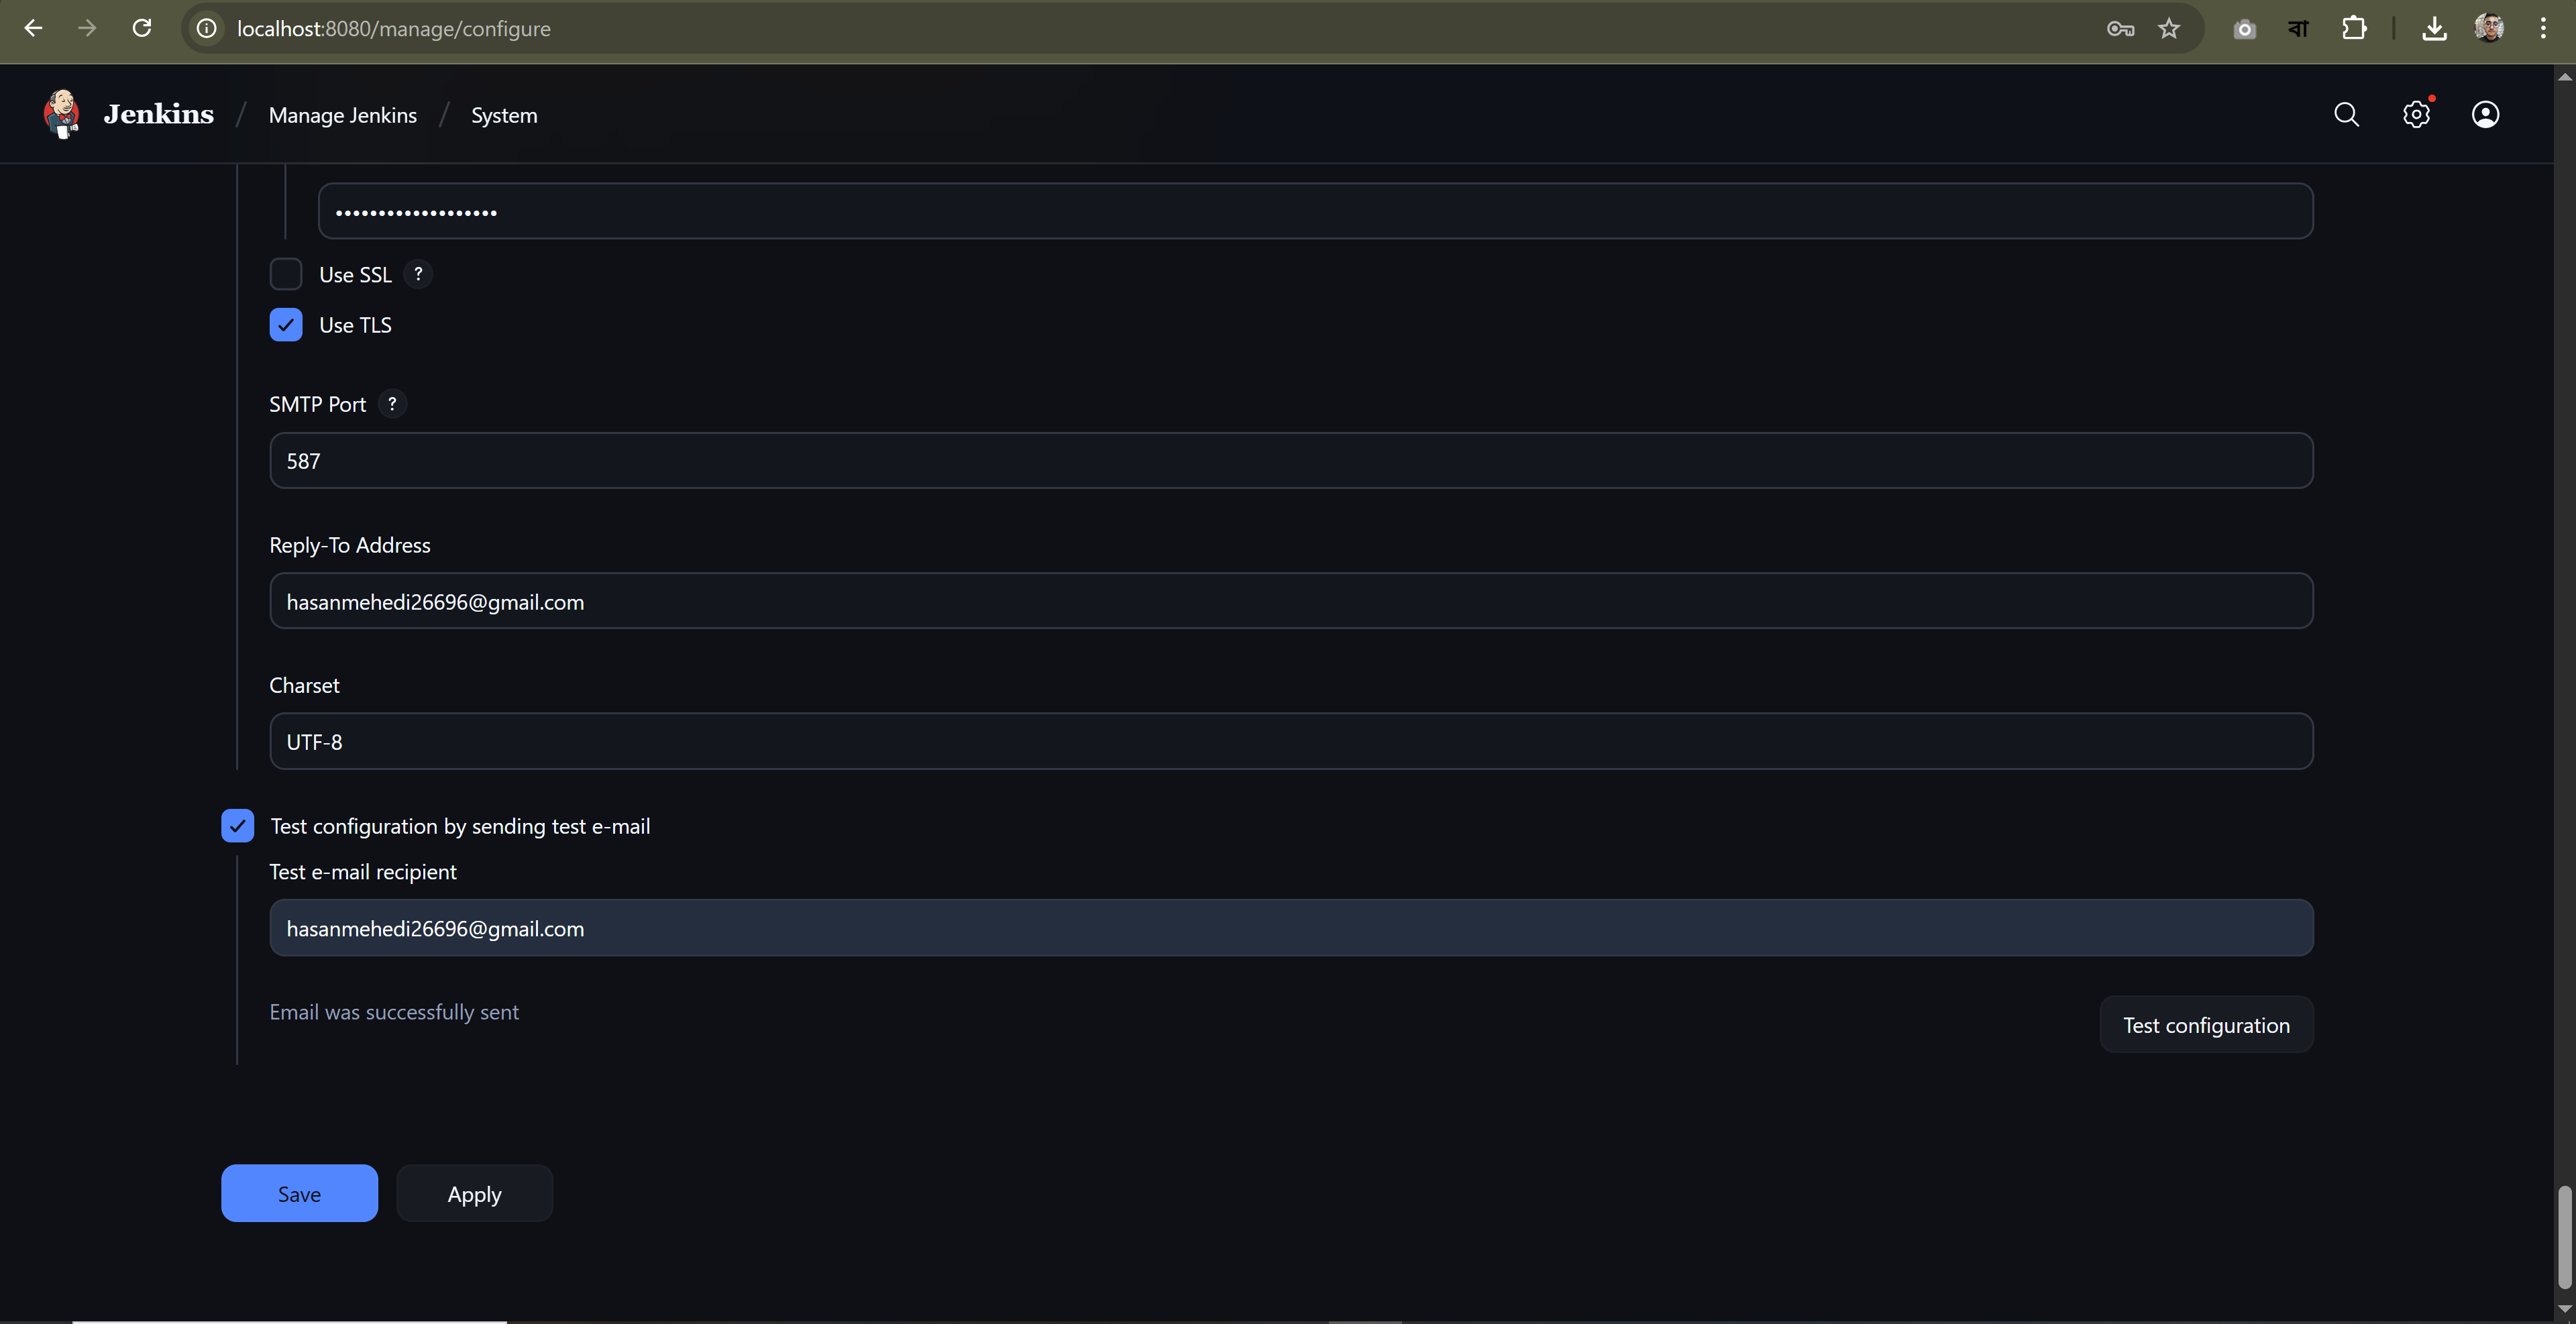 localhost:8080/manage/configure
বা
Jenkins / Manage Jenkins / System
•••••••••••••••••••
Use SSL ?
Use TLS
SMTP Port ?
587
Reply-To Address
hasanmehedi26696@gmail.com
Charset
UTF-8
Test configuration by sending test e-mail
Test e-mail recipient
hasanmehedi26696@gmail.com
Email was successfully sent
Test configuration
Save Apply